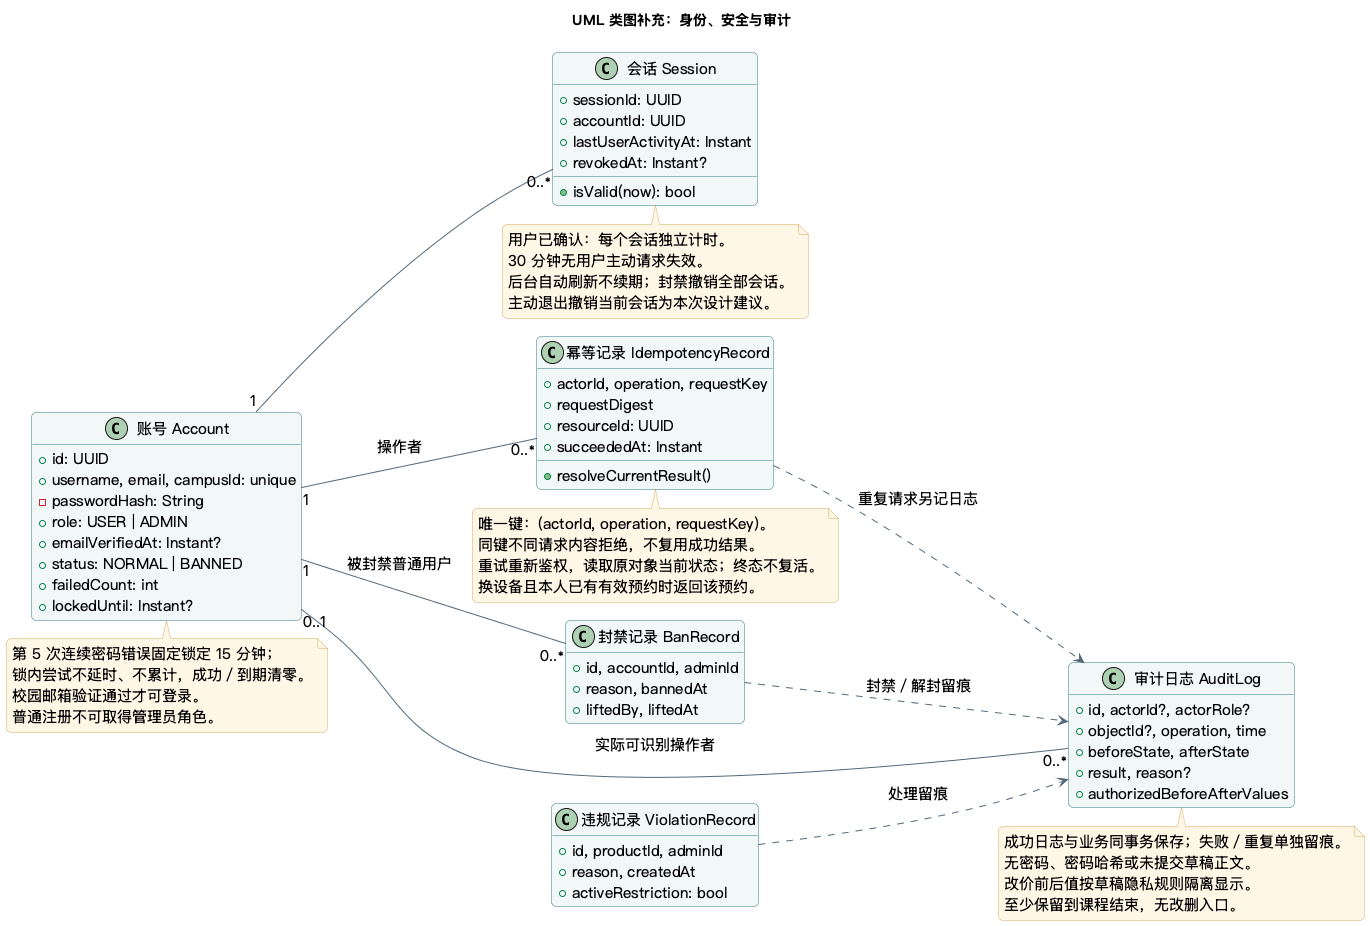 UML 类图补充：身份、安全与审计
C 会话 Session
sessionId: UUID
accountId: UUID
lastUserActivityAt: Instant
revokedAt: Instant?
isValid(now): bool
0..*
用户已确认：每个会话独立计时。
30 分钟无用户主动请求失效。
后台自动刷新不续期；封禁撤销全部会话。
主动退出撤销当前会话为本次设计建议。
C 幂等记录 IdempotencyRecord
actorId, operation, requestKey
requestDigest
resourceId: UUID
succeededAt: Instant
resolveCurrentResult()
唯一键：(actorId, operation, requestKey)。
同键不同请求内容拒绝，不复用成功结果。
重试重新鉴权，读取原对象当前状态；终态不复活。
换设备且本人已有有效预约时返回该预约。
1
C 账号 Account
id: UUID
username, email, campusId: unique
passwordHash: String
role: USER | ADMIN
emailVerifiedAt: Instant?
status: NORMAL | BANNED
failedCount: int
lockedUntil: Instant?
第 5 次连续密码错误固定锁定 15 分钟；
锁内尝试不延时、不累计，成功 / 到期清零。
校园邮箱验证通过才可登录。
普通注册不可取得管理员角色。
操作者
1
0..*
重复请求另记日志
被封禁普通用户
1
0..*
0..1
C 封禁记录 BanRecord
id, accountId, adminId
reason, bannedAt
liftedBy, liftedAt
封禁 / 解封留痕
实际可识别操作者
0..*
处理留痕
C 违规记录 ViolationRecord
id, productId, adminId
reason, createdAt
activeRestriction: bool
C 审计日志 AuditLog
id, actorId?, actorRole?
objectId?, operation, time
beforeState, afterState
result, reason?
authorizedBeforeAfterValues
成功日志与业务同事务保存；失败 / 重复单独留痕。
无密码、密码哈希或未提交草稿正文。
改价前后值按草稿隐私规则隔离显示。
至少保留到课程结束，无改删入口。